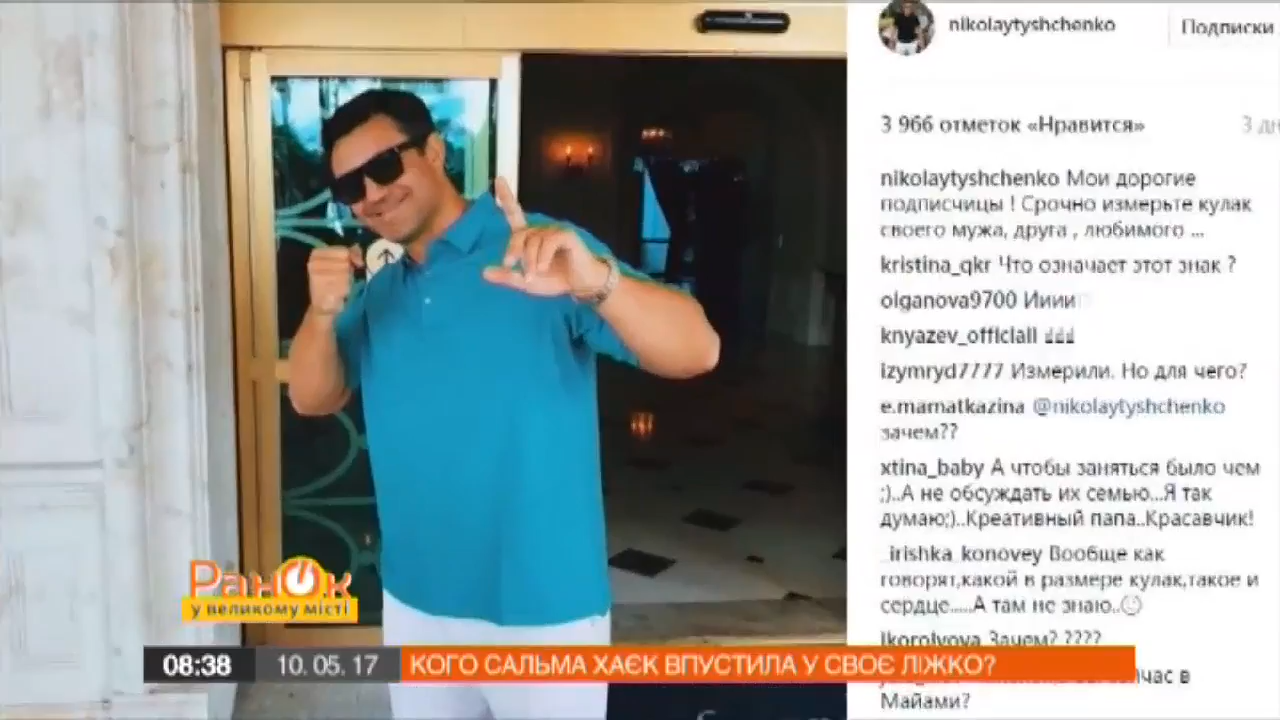 nikolaytyshchenko
Подписки
3 966 отметок «Нравится»
3 дн
nikolaytyshchenko Мои дорогие
подписчицы ! Срочно измерьте кулак
своего мужа, друга , любимого ...
kristina_qkr Что означает этот знак ?
olganova9700 Ииии
knyazev_officiall
izymryd7777 Измерили. Но для чего?
e.mamatkazina @nikolaytyshchenko
зачем??
xtina_baby А чтобы заняться было чем
;)..А не обсуждать их семью...Я так
думаю;)..Креативный папа..Красавчик!
_irishka_konovey Вообще как
говорят,какой в размере кулак,такое и
сердце......А там не знаю..
Зачем? ????
в
Майами?
Ранок
у великому місті
08:38 10. 05. 17 КОГО САЛЬМА ХАЄК ВПУСТИЛА У СВОЄ ЛІЖКО?